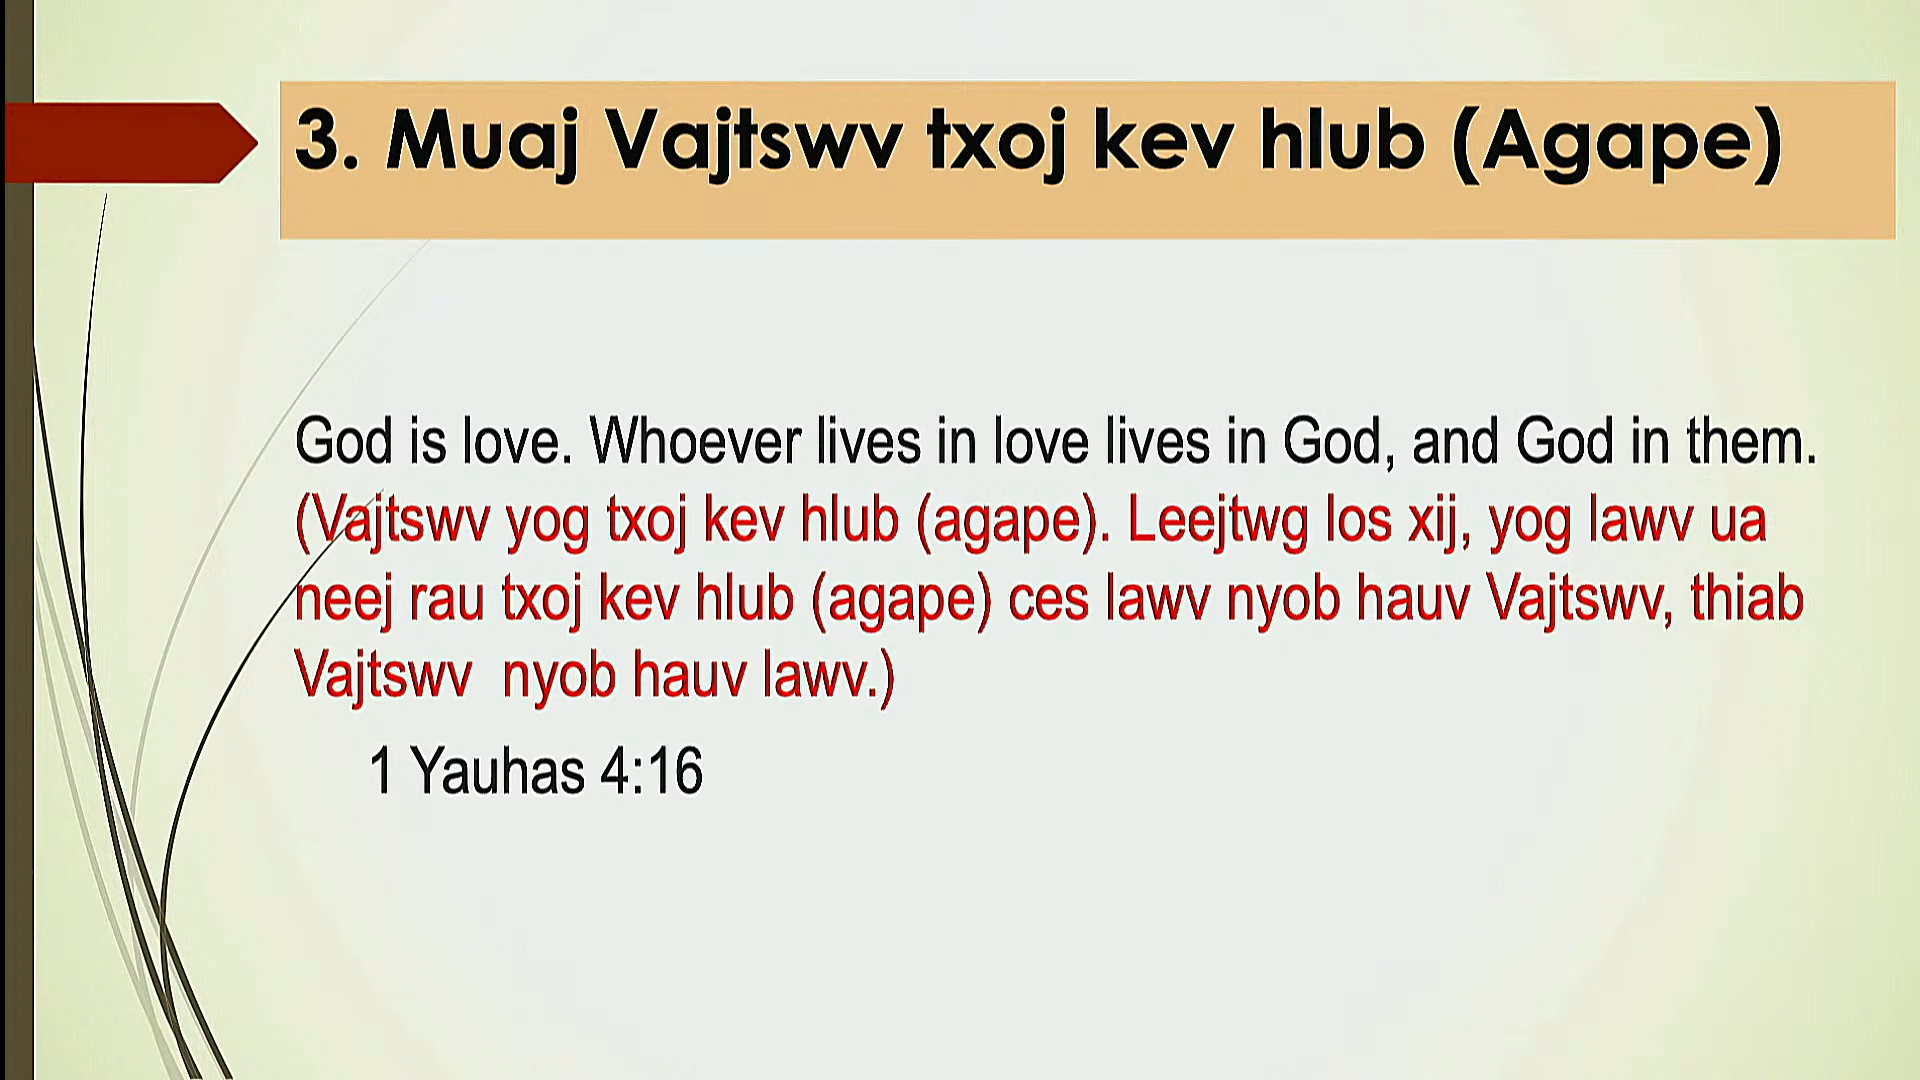 3. Muaj Vajtswv txoj kev hlub (Agape)
God is love. Whoever lives in love lives in God, and God in them.
(Vajtswv yog txoj kev hlub (agape). Leejtwg los xij, yog lawv ua
neej rau txoj kev hlub (agape) ces lawv nyob hauv Vajtswv, thiab
Vajtswv nyob hauv lawv.)
1 Yauhas 4:16